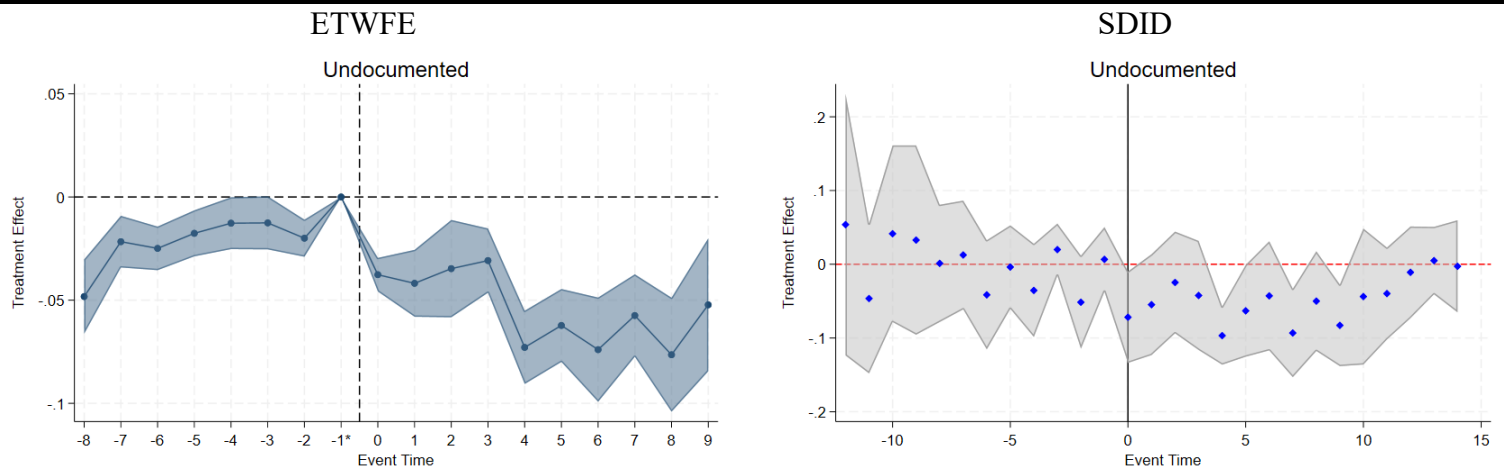 ETWFE
Undocumented
.05
0
-.05
-.1
Treatment Effect
-8 -7 -6 -5 -4 -3 -2 -1* 0 1 2 3 4 5 6 7 8 9
Event Time
SDID
Undocumented
.2
.1
0
-.1
-.2
Treatment Effect
-10 -5 0 5 10 15
Event Time